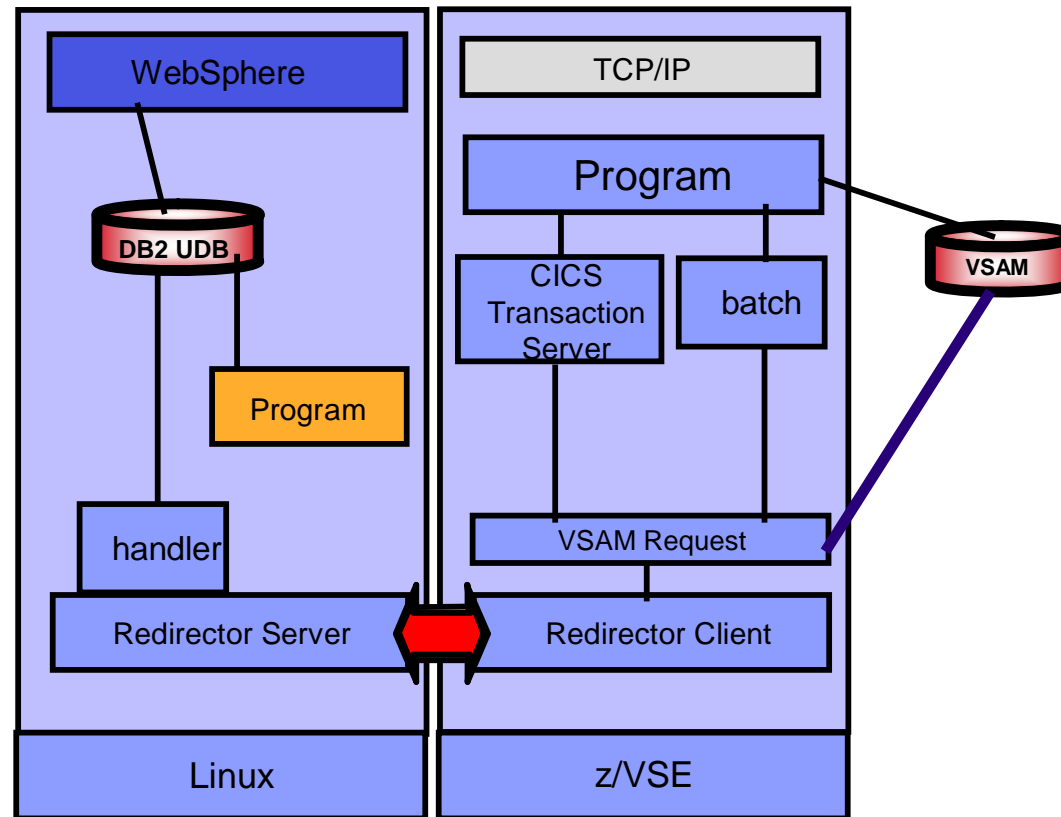 WebSphere
DB2 UDB
Program
handler
Redirector Server
Linux
TCP/IP
Program
CICS
Transaction
Server
batch
VSAM Request
Redirector Client
z/VSE
VSAM